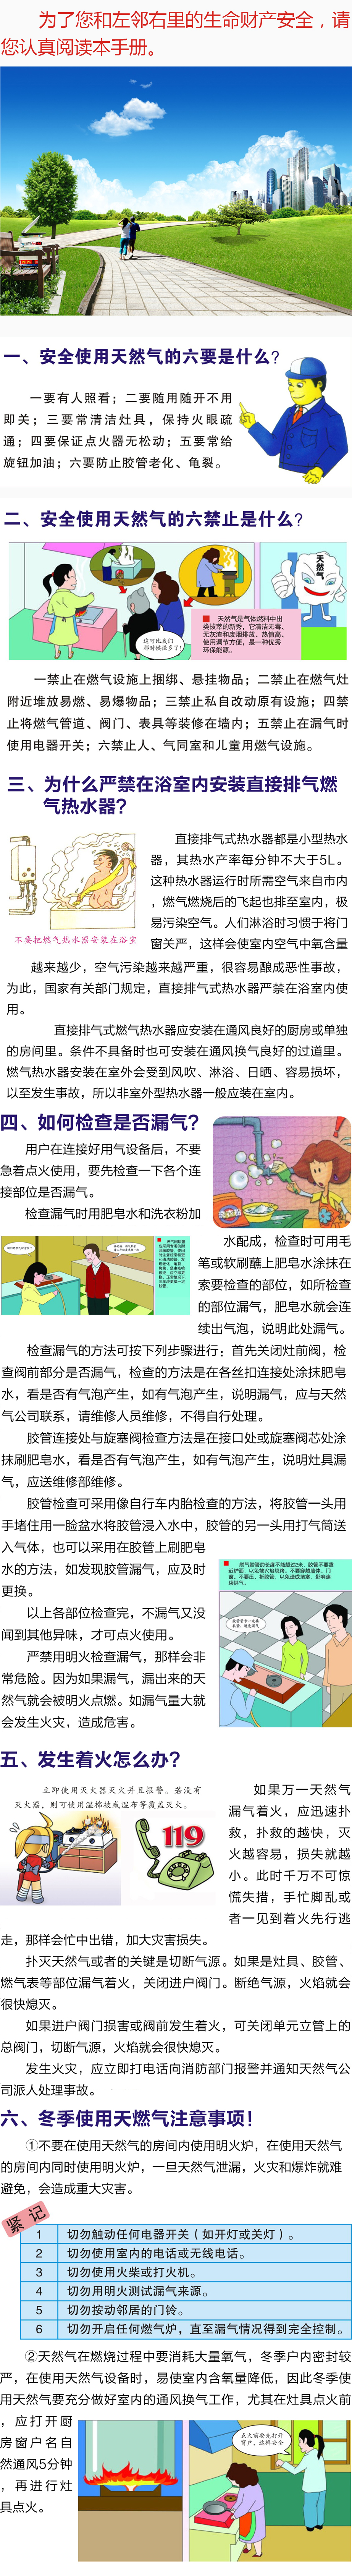 为了您和左邻右里的生命财产安全，请
您认真阅读本手册。
一、安全使用天然气的六要是什么?
一要有人照看；二要随用随开不用
即关；三要常清洁灶具，保持火眼疏
通；四要保证点火器无松动；五要常给
旋钮加油；六要防止胶管老化、龟裂。
二、安全使用天然气的六禁止是什么?
天然气
这可比我们
那时候强多了！
天然气是气体燃料中出
类拔萃的新秀，它清洁无毒、
无灰渣和废烟排放，热值高、
使用调节方便，是一种优秀
环保能源。
一禁止在燃气设施上捆绑、悬挂物品；二禁止在燃气灶
附近堆放易燃、易爆物品；三禁止私自改动原有设施；四禁
止将燃气管道、阀门、表具等装修在墙内；五禁止在漏气时
使用电器开关；六禁止人、气同室和儿童用燃气设施。
三、为什么严禁在浴室内安装直接排气燃
气热水器?
直接排气式热水器都是小型热水
器，其热水产率每分钟不大于5L。
这种热水器运行时所需空气来自市内
，燃气燃烧后的飞起也排至室内，极
易污染空气。人们淋浴时习惯于将门
窗关严，这样会使室内空气中氧含量
不要把燃气热水器安装在浴室
越来越少，空气污染越来越严重，很容易酿成恶性事故，
为此，国家有关部门规定，直接排气式热水器严禁在浴室内使
用。
直接排气式燃气热水器应安装在通风良好的厨房或单独
的房间里。条件不具备时也可安装在通风换气良好的过道里。
燃气热水器安装在室外会受到风吹、淋浴、日晒、容易损坏，
以至发生事故，所以非室外型热水器一般应装在室内。
四、如何检查是否漏气?
用户在连接好用气设备后，不要
急着点火使用，要先检查一下各个连
接部位是否漏气。
检查漏气时用肥皂水和洗衣粉加
水配成，检查时可用毛
笔或软刷蘸上肥皂水涂抹在
索要检查的部位，如所检查
的部位漏气，肥皂水就会连
续出气泡，说明此处漏气。
检查漏气的方法可按下列步骤进行；首先关闭灶前阀，检
查阀前部分是否漏气，检查的方法是在各丝扣连接处涂抹肥皂
水，看是否有气泡产生，如有气泡产生，说明漏气，应与天然
气公司联系，请维修人员维修，不得自行处理。
胶管连接处与旋塞阀检查方法是在接口处或旋塞阀芯处涂
抹刷肥皂水，看是否有气泡产生，如有气泡产生，说明灶具漏
气，应送维修部维修。
胶管检查可采用像自行车内胎检查的方法，将胶管一头用
手堵住用一脸盆水将胶管浸入水中，胶管的另一头用打气筒送
入气体，也可以采用在胶管上刷肥皂
水的方法，如发现胶管漏气，应及时
更换。
以上各部位检查完，不漏气又没
闻到其他异味，才可点火使用。
严禁用明火检查漏气，那样会非
常危险。因为如果漏气，漏出来的天
然气就会被明火点燃。如漏气量大就
会发生火灾，造成危害。
五、发生着火怎么办?
立即使用灭火器灭火并且报警。若没有
灭火器，则可使用湿棉被或湿布等覆盖灭火。
119
如果万一天然气
漏气着火，应迅速扑
救，扑救的越快，灭
火越容易，损失就越
小。此时千万不可惊
慌失措，手忙脚乱或
者一见到着火先行逃
走，那样会忙中出错，加大灾害损失。
扑灭天然气或者的关键是切断气源。如果是灶具、胶管、
燃气表等部位漏气着火，关闭进户阀门。断绝气源，火焰就会
很快熄灭。
如果进户阀门损害或阀前发生着火，可关闭单元立管上的
总阀门，切断气源，火焰就会很快熄灭。
发生火灾，应立即打电话向消防部门报警并通知天然气公
司派人处理事故。
六、冬季使用天燃气注意事项！
①不要在使用天然气的房间内使用明火炉，在使用天然气
的房间内同时使用明火炉，一旦天然气泄漏，火灾和爆炸就难
避免，会造成重大灾害。
紧记
1 切勿触动任何电器开关（如开灯或关灯）。
2 切勿使用室内的电话或无线电话。
3 切勿使用火柴或打火机。
4 切勿用明火测试漏气来源。
5 切勿按动邻居的门铃。
6 切勿开启任何燃气炉，直至漏气情况得到完全控制。
②天然气在燃烧过程中要消耗大量氧气，冬季户内密封较
严，在使用天然气设备时，易使室内含氧量降低，因此冬季使
用天然气要充分做好室内的通风换气工作，尤其在灶具点火前
，应打开厨
房窗户名自
然通风5分钟
，再进行灶
具点火。
点火前要先打开
窗户，这样安全